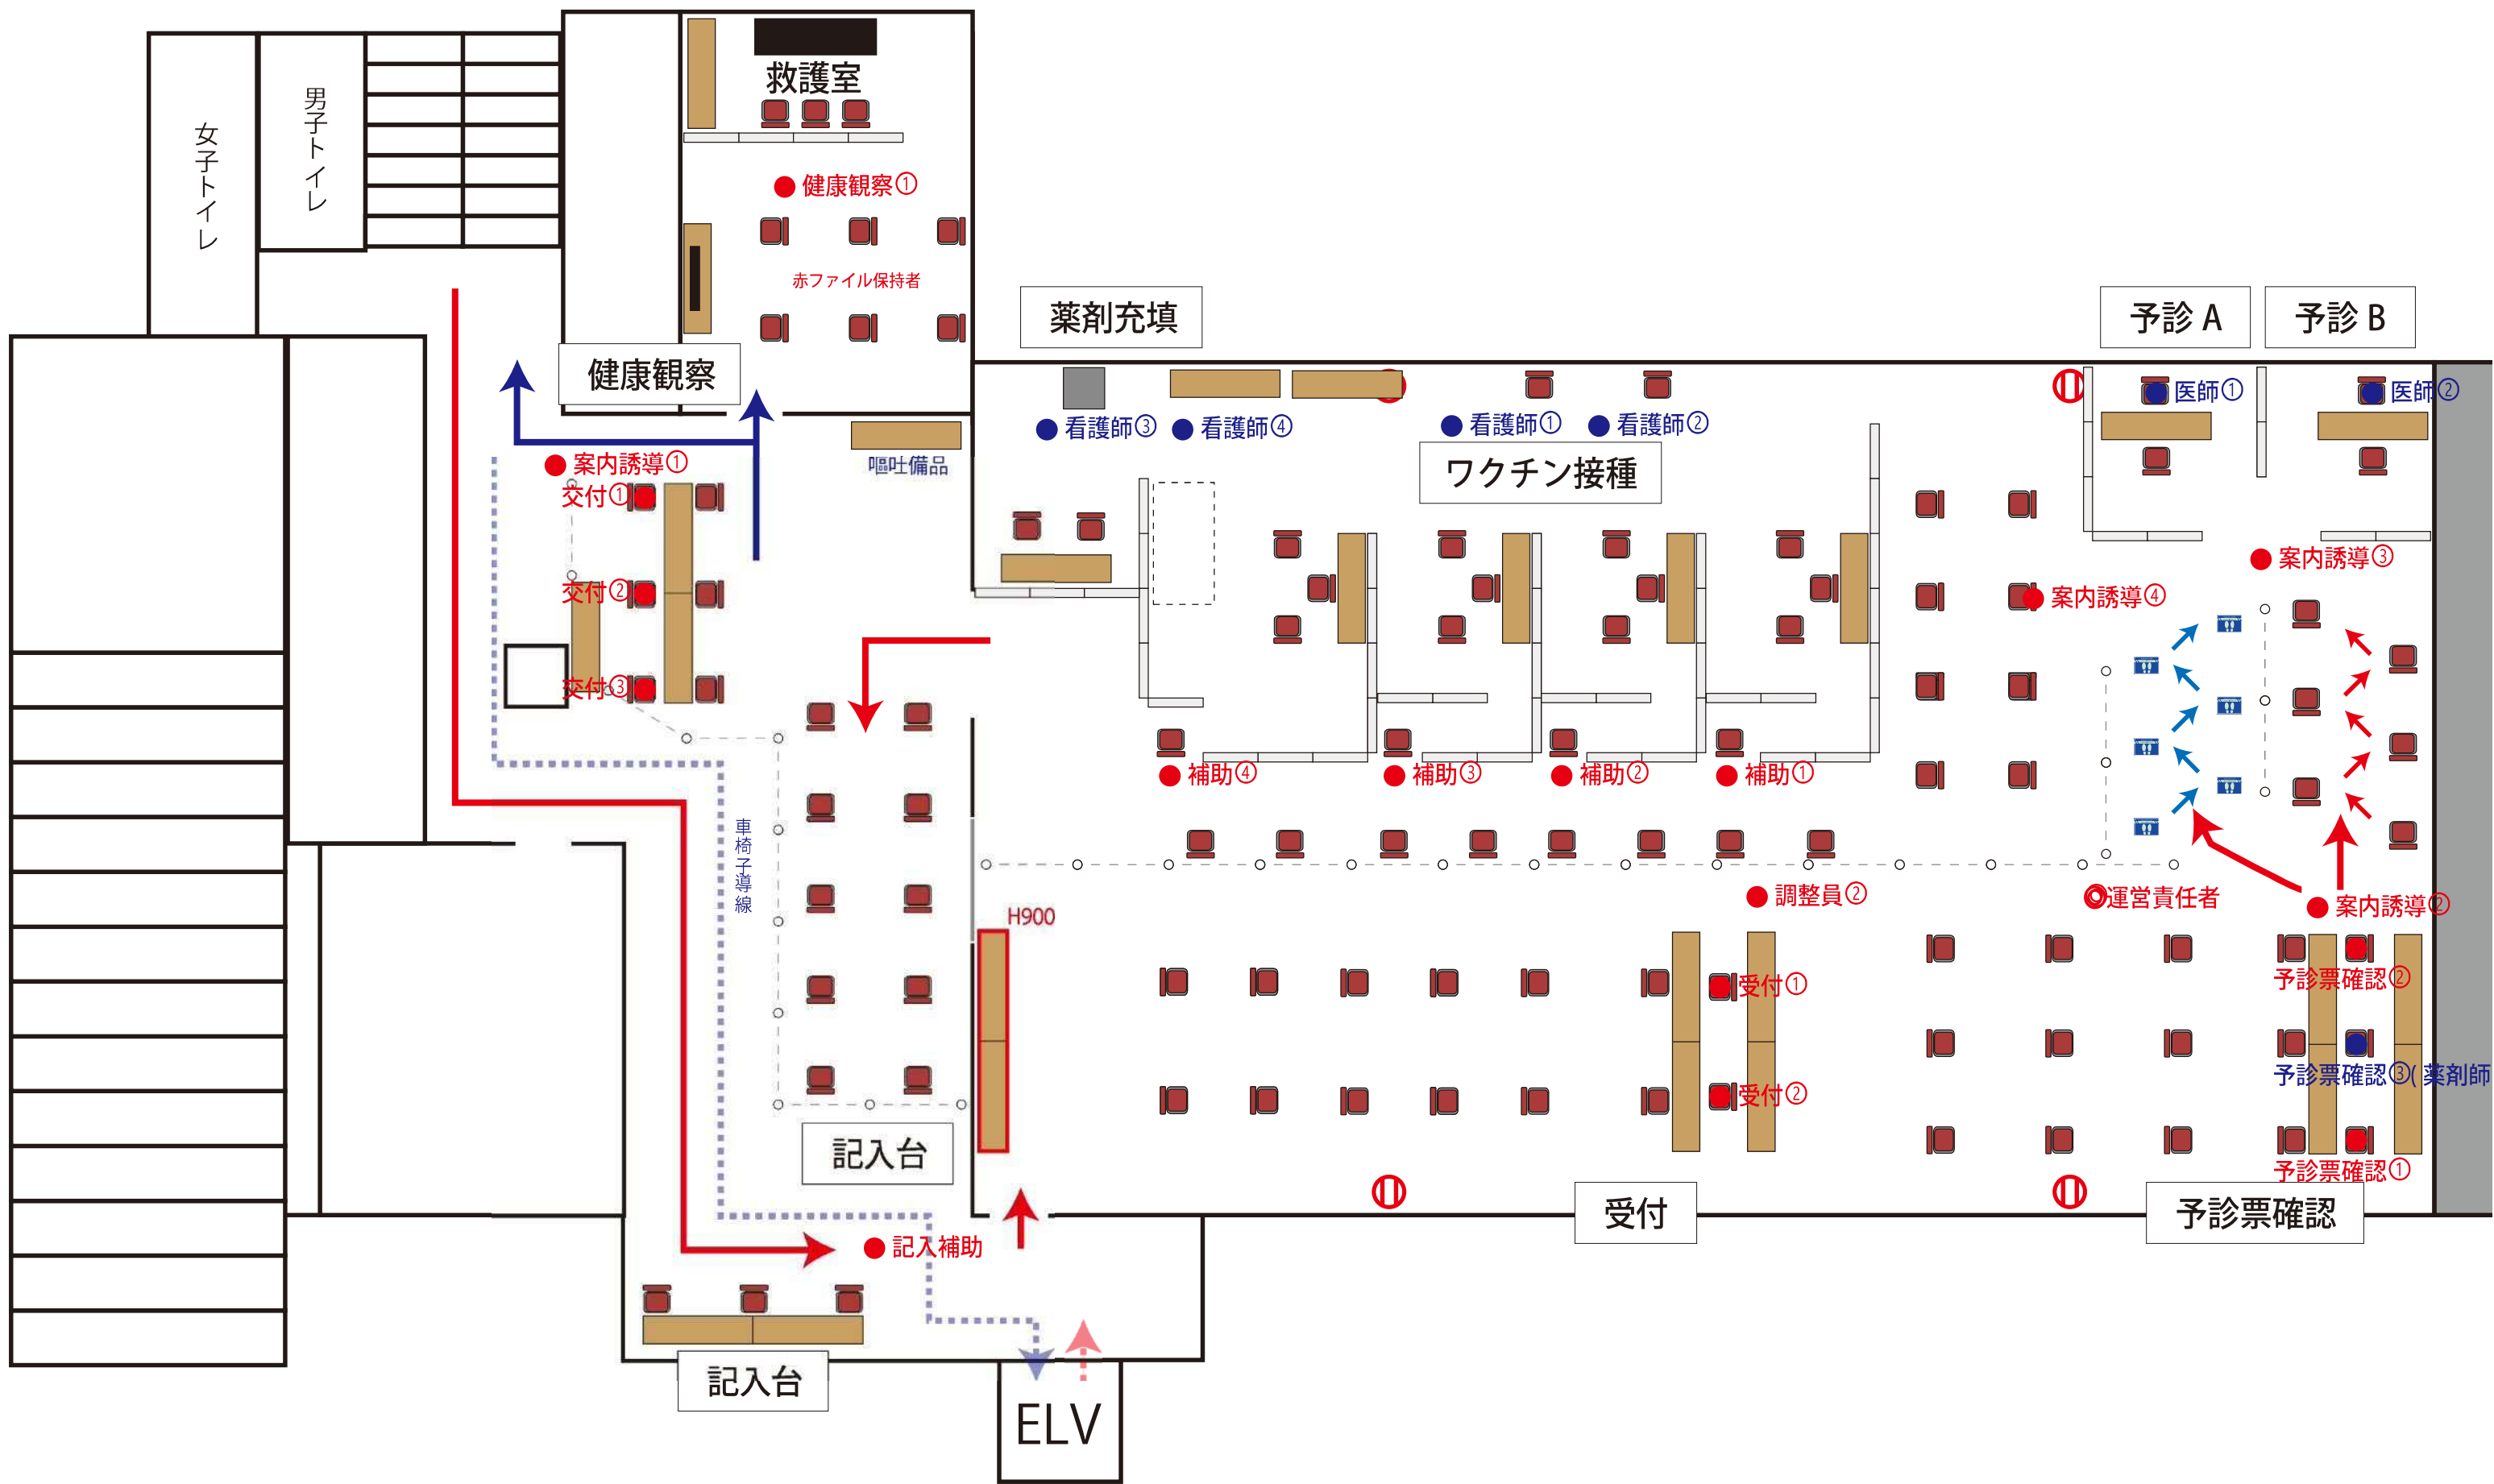 女子トイレ
男子トイレ
救護室
健康観察①
赤ファイル保持者
健康観察
薬剤充填
予診 A
予診 B
看護師③
看護師④
看護師①
看護師②
医師①
医師②
ワクチン接種
嘔吐備品
案内誘導①
交付①
交付②
交付③
案内誘導③
案内誘導④
補助④
補助③
補助②
補助①
車椅子導線
調整員②
運営責任者
案内誘導②
H900
受付①
受付②
予診票確認②
予診票確認③(薬剤師
予診票確認①
記入台
受付
予診票確認
記入補助
記入台
ELV